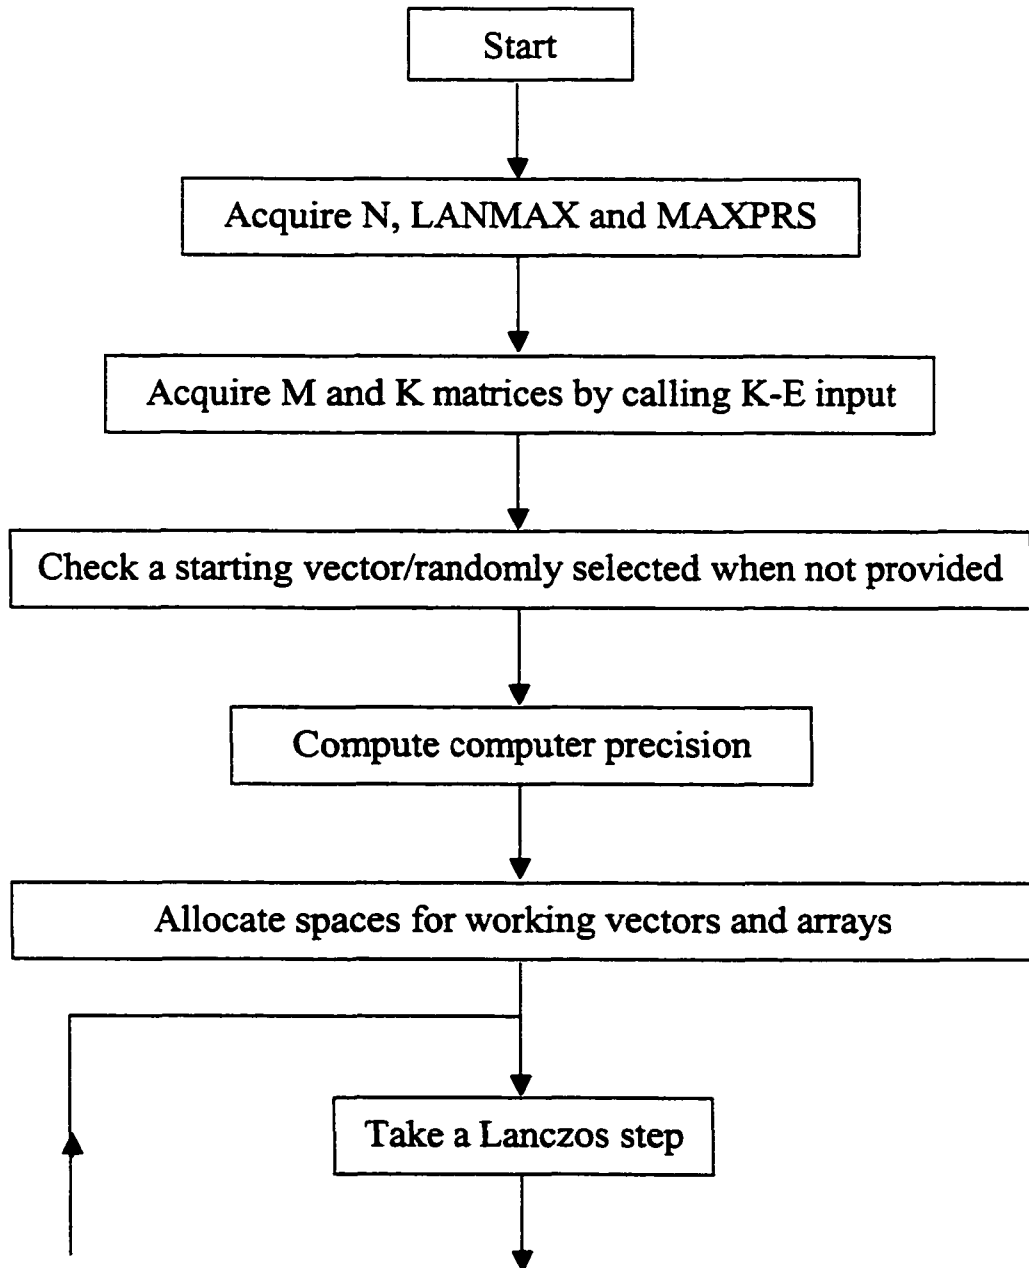 Start
Acquire N, LANMAX and MAXPRS
Acquire M and K matrices by calling K-E input
Check a starting vector/randomly selected when not provided
Compute computer precision
Allocate spaces for working vectors and arrays
Take a Lanczos step